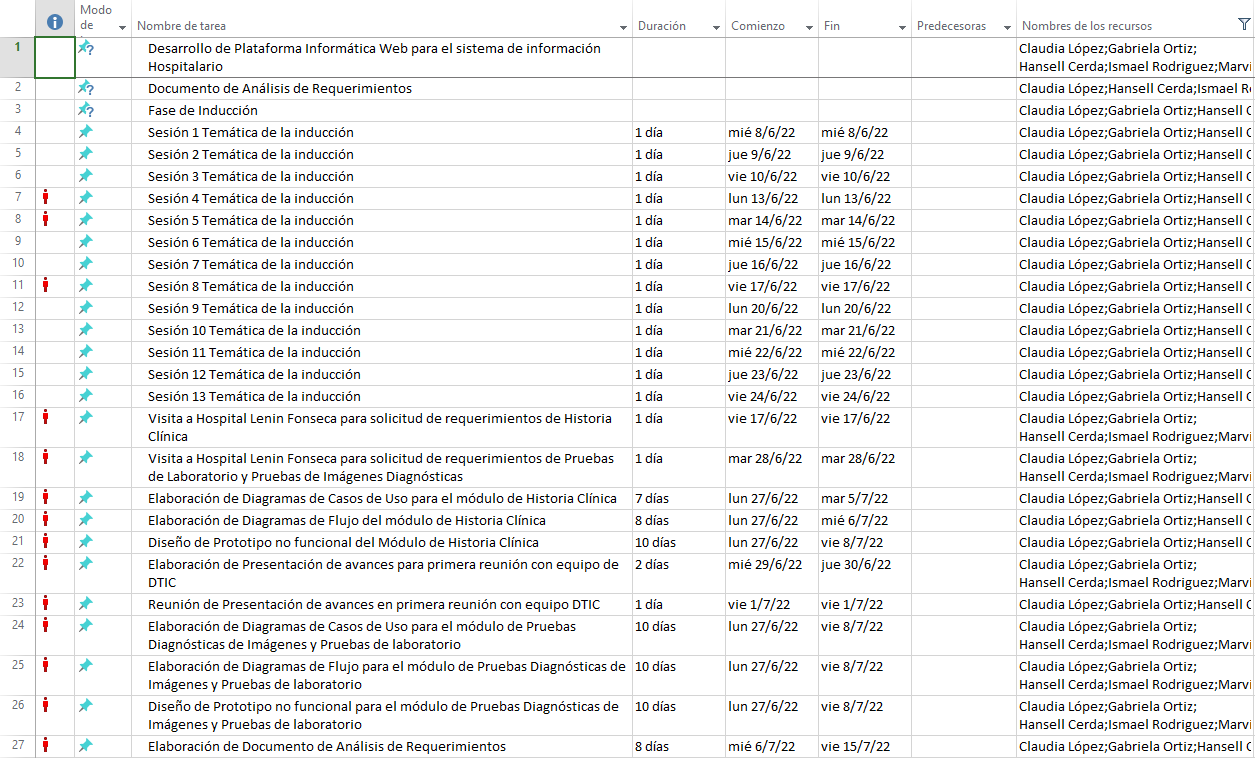 Modo de
Nombre de tarea Duración Comienzo Fin Predecesoras Nombres de los recursos
1 Desarrollo de Plataforma Informática Web para el sistema de información Claudia López;Gabriela Ortiz;
Hospitalario Hansell Cerda;Ismael Rodriguez;Marvi
2 Documento de Análisis de Requerimientos Claudia López;Hansell Cerda;Ismael R
3 Fase de Inducción Claudia López;Gabriela Ortiz;Hansell C
4 Sesión 1 Temática de la inducción 1 día mié 8/6/22 mié 8/6/22 Claudia López;Gabriela Ortiz;Hansell C
5 Sesión 2 Temática de la inducción 1 día jue 9/6/22 jue 9/6/22 Claudia López;Gabriela Ortiz;Hansell C
6 Sesión 3 Temática de la inducción 1 día vie 10/6/22 vie 10/6/22 Claudia López;Gabriela Ortiz;Hansell C
7 Sesión 4 Temática de la inducción 1 día lun 13/6/22 lun 13/6/22 Claudia López;Gabriela Ortiz;Hansell C
8 Sesión 5 Temática de la inducción 1 día mar 14/6/22 mar 14/6/22 Claudia López;Gabriela Ortiz;Hansell C
9 Sesión 6 Temática de la inducción 1 día mié 15/6/22 mié 15/6/22 Claudia López;Gabriela Ortiz;Hansell C
10 Sesión 7 Temática de la inducción 1 día jue 16/6/22 jue 16/6/22 Claudia López;Gabriela Ortiz;Hansell C
11 Sesión 8 Temática de la inducción 1 día vie 17/6/22 vie 17/6/22 Claudia López;Gabriela Ortiz;Hansell C
12 Sesión 9 Temática de la inducción 1 día lun 20/6/22 lun 20/6/22 Claudia López;Gabriela Ortiz;Hansell C
13 Sesión 10 Temática de la inducción 1 día mar 21/6/22 mar 21/6/22 Claudia López;Gabriela Ortiz;Hansell C
14 Sesión 11 Temática de la inducción 1 día mié 22/6/22 mié 22/6/22 Claudia López;Gabriela Ortiz;Hansell C
15 Sesión 12 Temática de la inducción 1 día jue 23/6/22 jue 23/6/22 Claudia López;Gabriela Ortiz;Hansell C
16 Sesión 13 Temática de la inducción 1 día vie 24/6/22 vie 24/6/22 Claudia López;Gabriela Ortiz;Hansell C
17 Visita a Hospital Lenin Fonseca para solicitud de requerimientos de Historia 1 día vie 17/6/22 vie 17/6/22 Claudia López;Gabriela Ortiz;
Clínica Hansell Cerda;Ismael Rodriguez;Marvi
18 Visita a Hospital Lenin Fonseca para solicitud de requerimientos de Pruebas 1 día mar 28/6/22 mar 28/6/22 Claudia López;Gabriela Ortiz;
de Laboratorio y Pruebas de Imágenes Diagnósticas Hansell Cerda;Ismael Rodriguez;Marvi
19 Elaboración de Diagramas de Casos de Uso para el módulo de Historia Clínica 7 días lun 27/6/22 mar 5/7/22 Claudia López;Gabriela Ortiz;Hansell C
20 Elaboración de Diagramas de Flujo del módulo de Historia Clínica 8 días lun 27/6/22 mié 6/7/22 Claudia López;Gabriela Ortiz;Hansell C
21 Diseño de Prototipo no funcional del Módulo de Historia Clínica 10 días lun 27/6/22 vie 8/7/22 Claudia López;Gabriela Ortiz;Hansell C
22 Elaboración de Presentación de avances para primera reunión con equipo de 2 días mié 29/6/22 jue 30/6/22 Claudia López;Gabriela Ortiz;
DTIC Hansell Cerda;Ismael Rodriguez;Marvi
23 Reunión de Presentación de avances en primera reunión con equipo DTIC 1 día vie 1/7/22 vie 1/7/22 Claudia López;Gabriela Ortiz;Hansell C
24 Elaboración de Diagramas de Casos de Uso para el módulo de Pruebas 10 días lun 27/6/22 vie 8/7/22 Claudia López;Gabriela Ortiz;
Diagnósticas de Imágenes y Pruebas de laboratorio Hansell Cerda;Ismael Rodriguez;Marvi
25 Elaboración de Diagramas de Flujo para el módulo de Pruebas Diagnósticas de 10 días lun 27/6/22 vie 8/7/22 Claudia López;Gabriela Ortiz;
Imágenes y Pruebas de laboratorio Hansell Cerda;Ismael Rodriguez;Marvi
26 Diseño de Prototipo no funcional para el módulo de Pruebas Diagnósticas de 10 días lun 27/6/22 vie 8/7/22 Claudia López;Gabriela Ortiz;
Imágenes y Pruebas de laboratorio Hansell Cerda;Ismael Rodriguez;Marvi
27 Elaboración de Documento de Análisis de Requerimientos 8 días mié 6/7/22 vie 15/7/22 Claudia López;Gabriela Ortiz;Hansell C